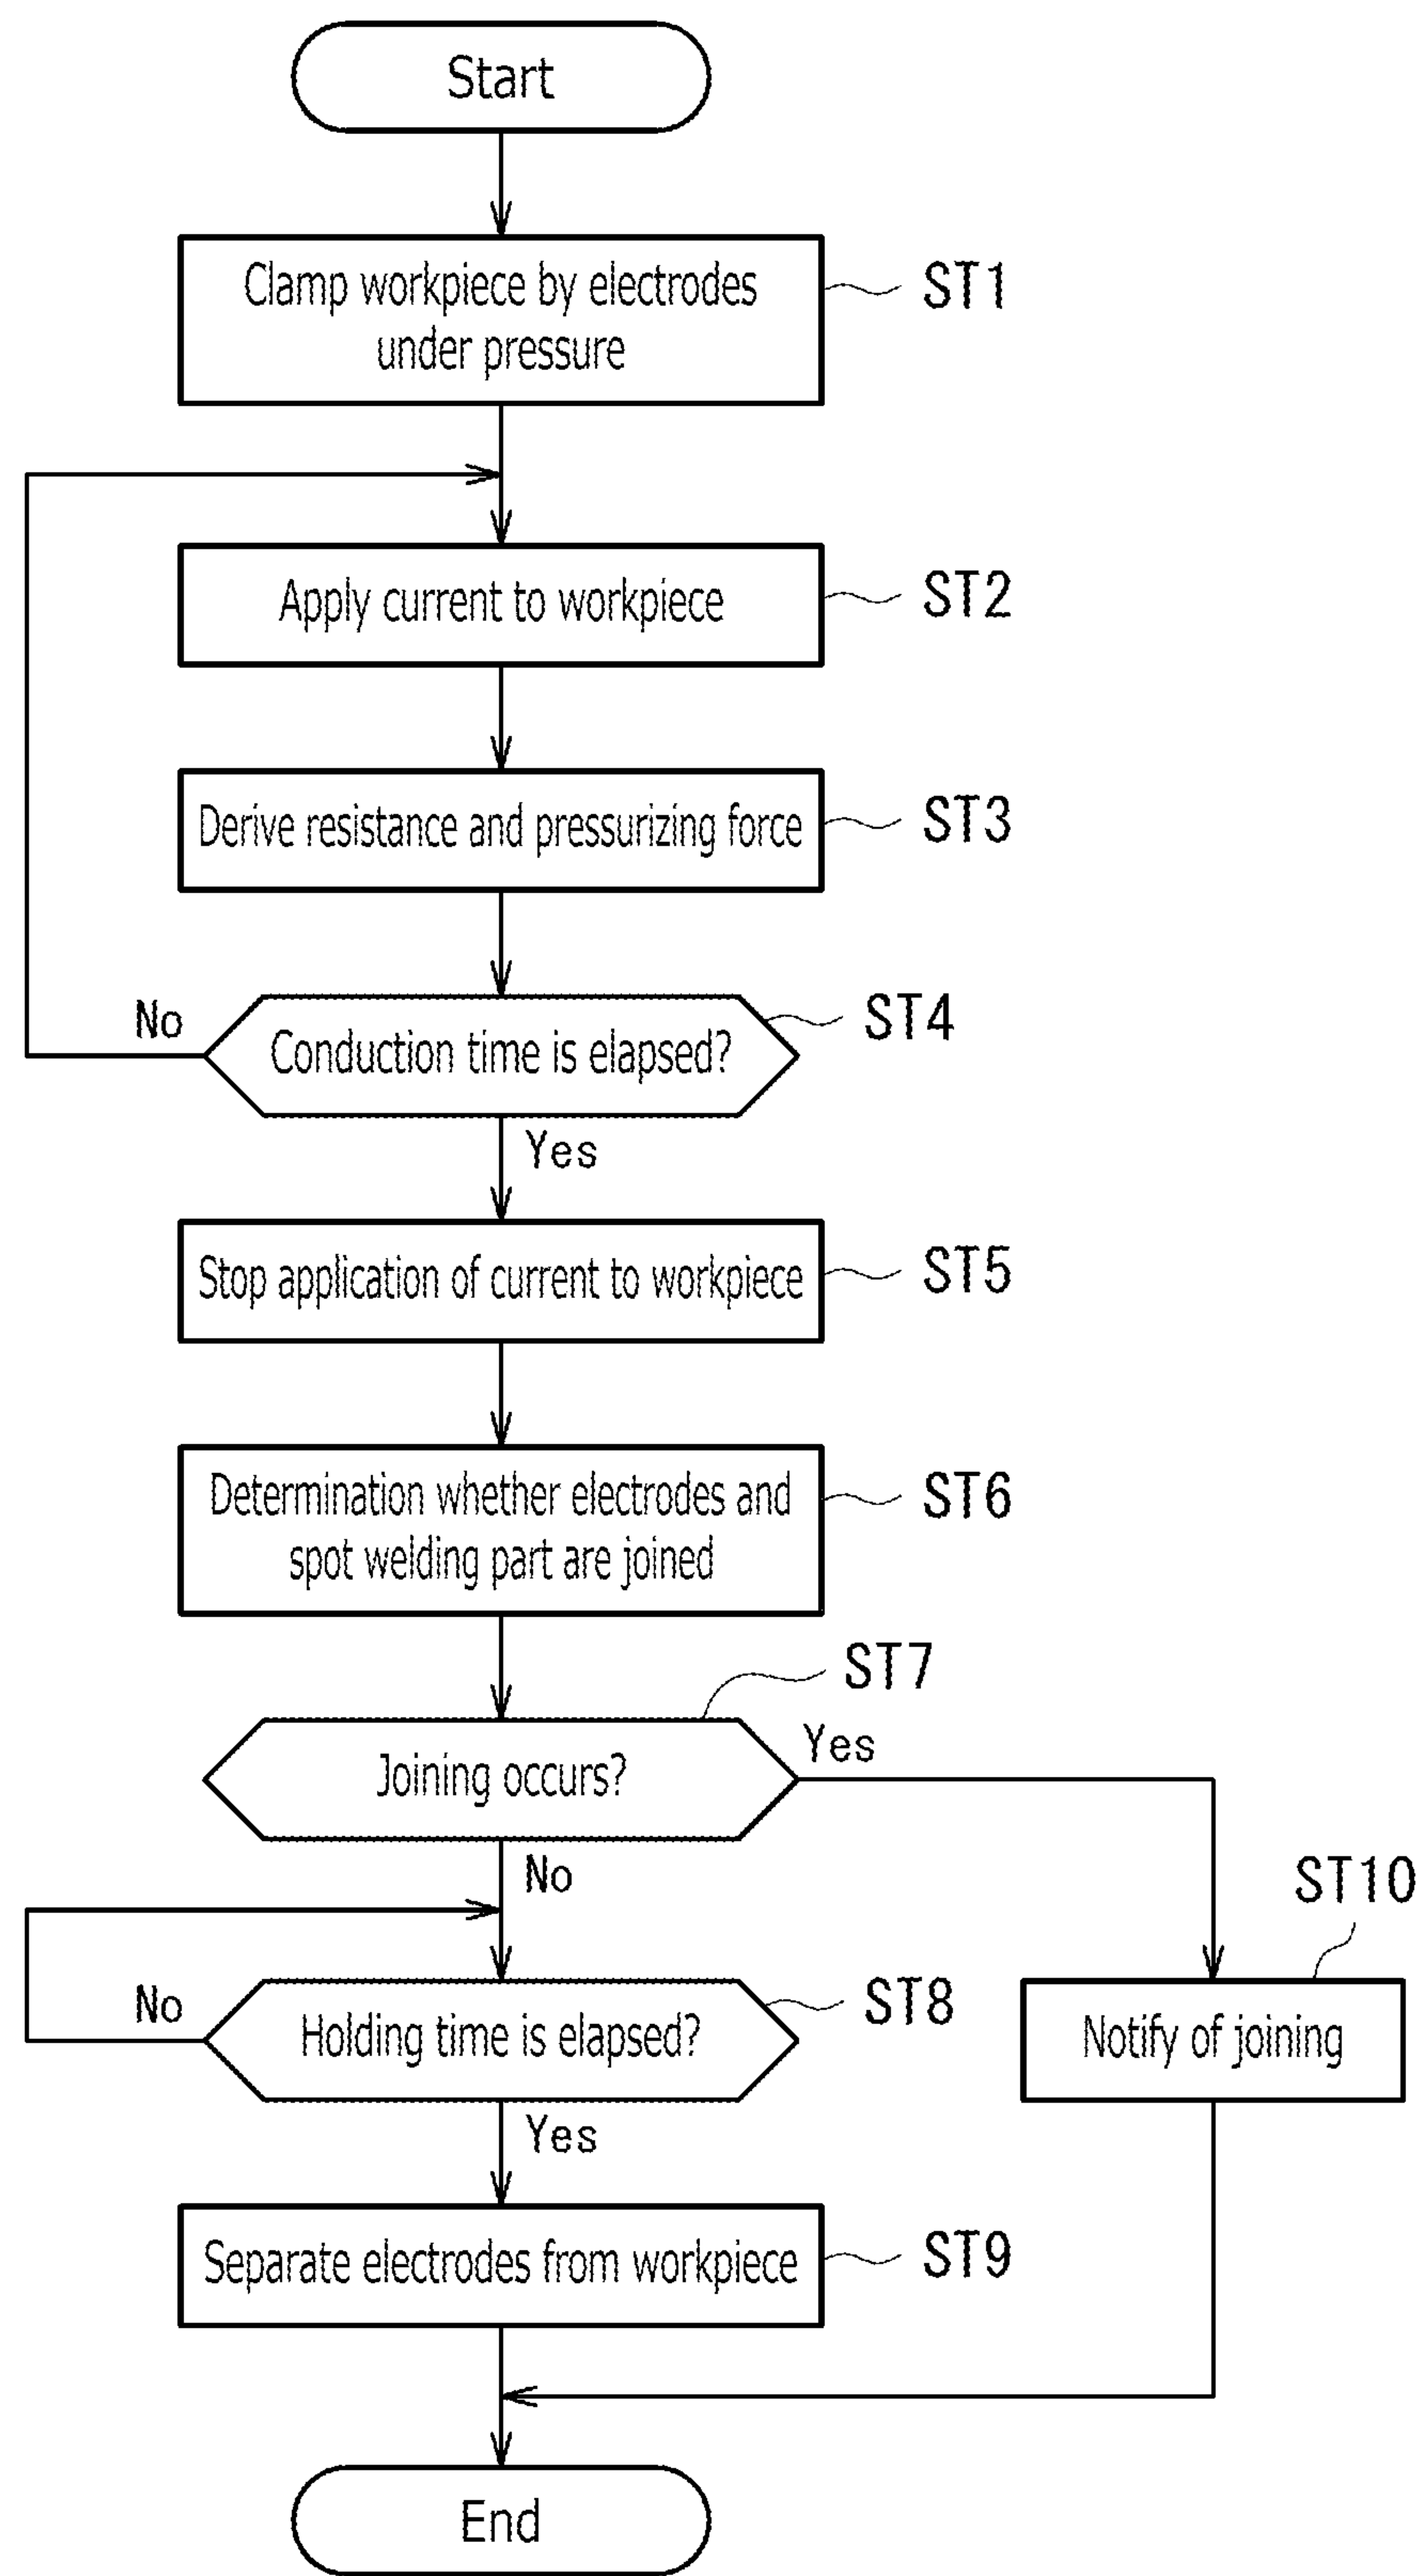 Start
Clamp workpiece by electrodes
under pressure
ST1
Apply current to workpiece
ST2
Derive resistance and pressurizing force
ST3
No
Conduction time is elapsed?
ST4
Yes
Stop application of current to workpiece
ST5
Determination whether electrodes and
spot welding part are joined
ST6
ST7
Joining occurs?
Yes
No
ST10
No
Holding time is elapsed?
ST8
Notify of joining
Yes
Separate electrodes from workpiece
ST9
End